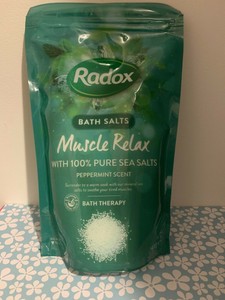 Radox
BATH SALTS
Muscle Relax
WITH 100% PURE SEA SALTS
PEPPERMINT SCENT
BATH THERAPY